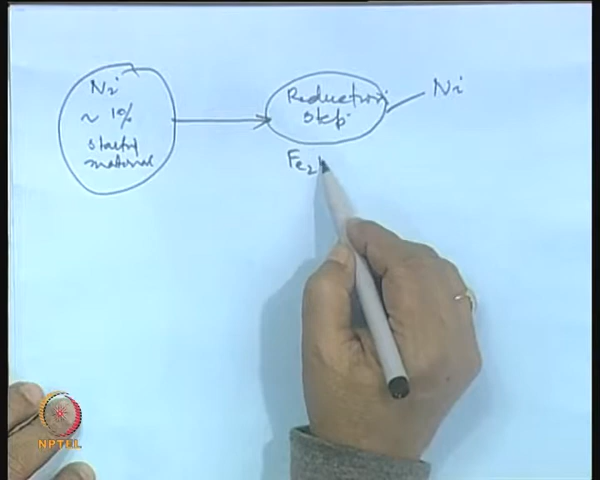 Ni
~ 1%
starting
material
Reduction
step
Ni
Fe2
NPTEL